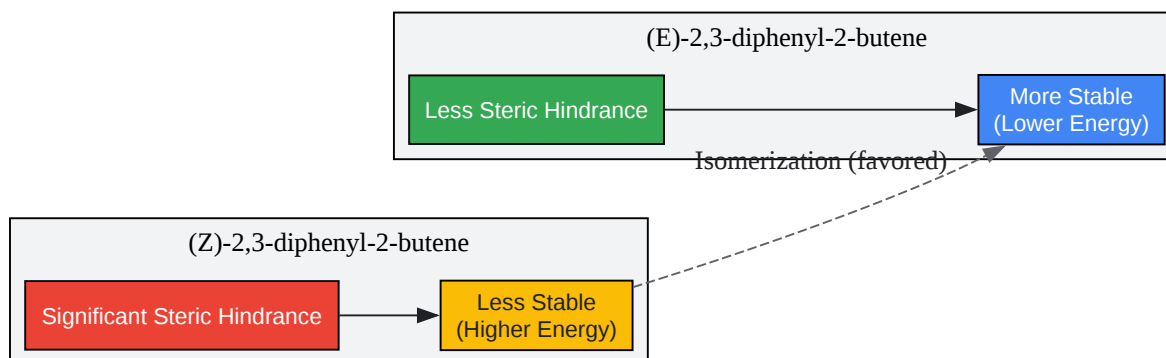 (E)-2,3-diphenyl-2-butene
Less Steric Hindrance
More Stable
(Lower Energy)
Isomerization (favored)
(Z)-2,3-diphenyl-2-butene
Significant Steric Hindrance
Less Stable
(Higher Energy)